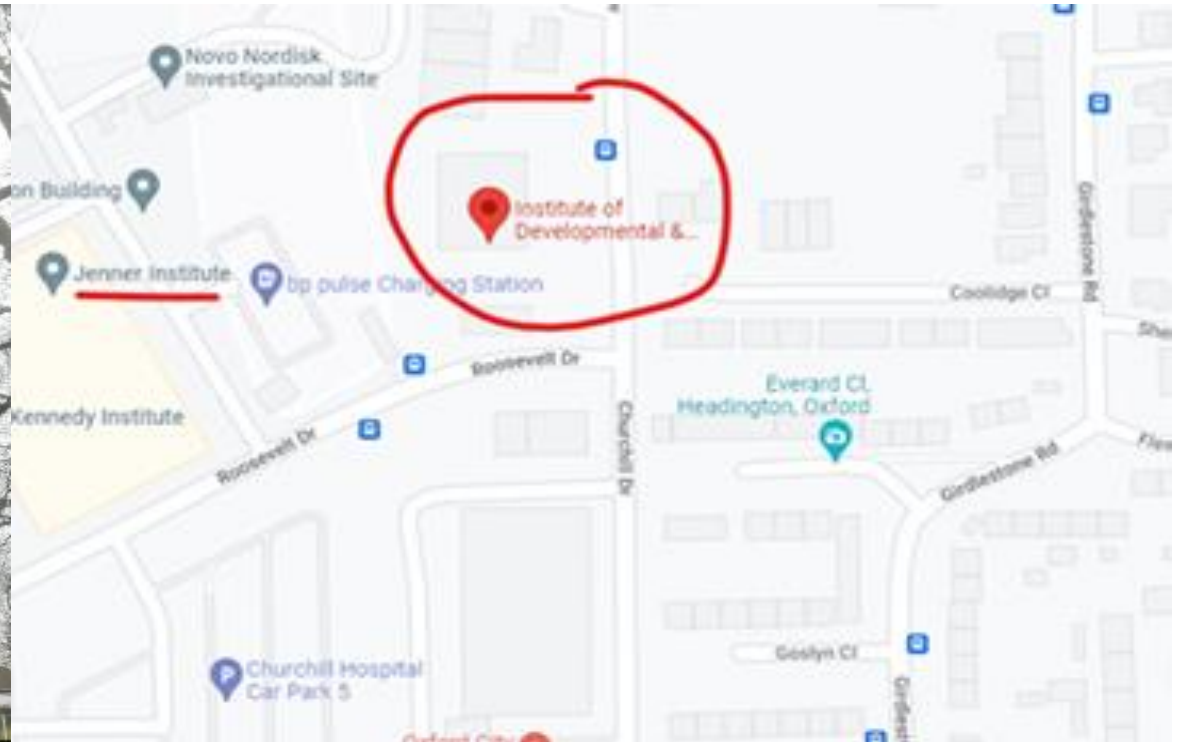 Novo Nordisk
Investigational Site
on Building
Institute of
Developmental &...
Jenner Institute
bp pulse Charging Station
Girdlestone Rd
Coolidge Cl
Roosevelt Dr
Everard Cl,
Headington, Oxford
Kennedy Institute
Roosevelt Dr
Churchill Dr
Girdlestone Rd
Goslyn Cl
Churchill Hospital
Car Park 5
Oxford City